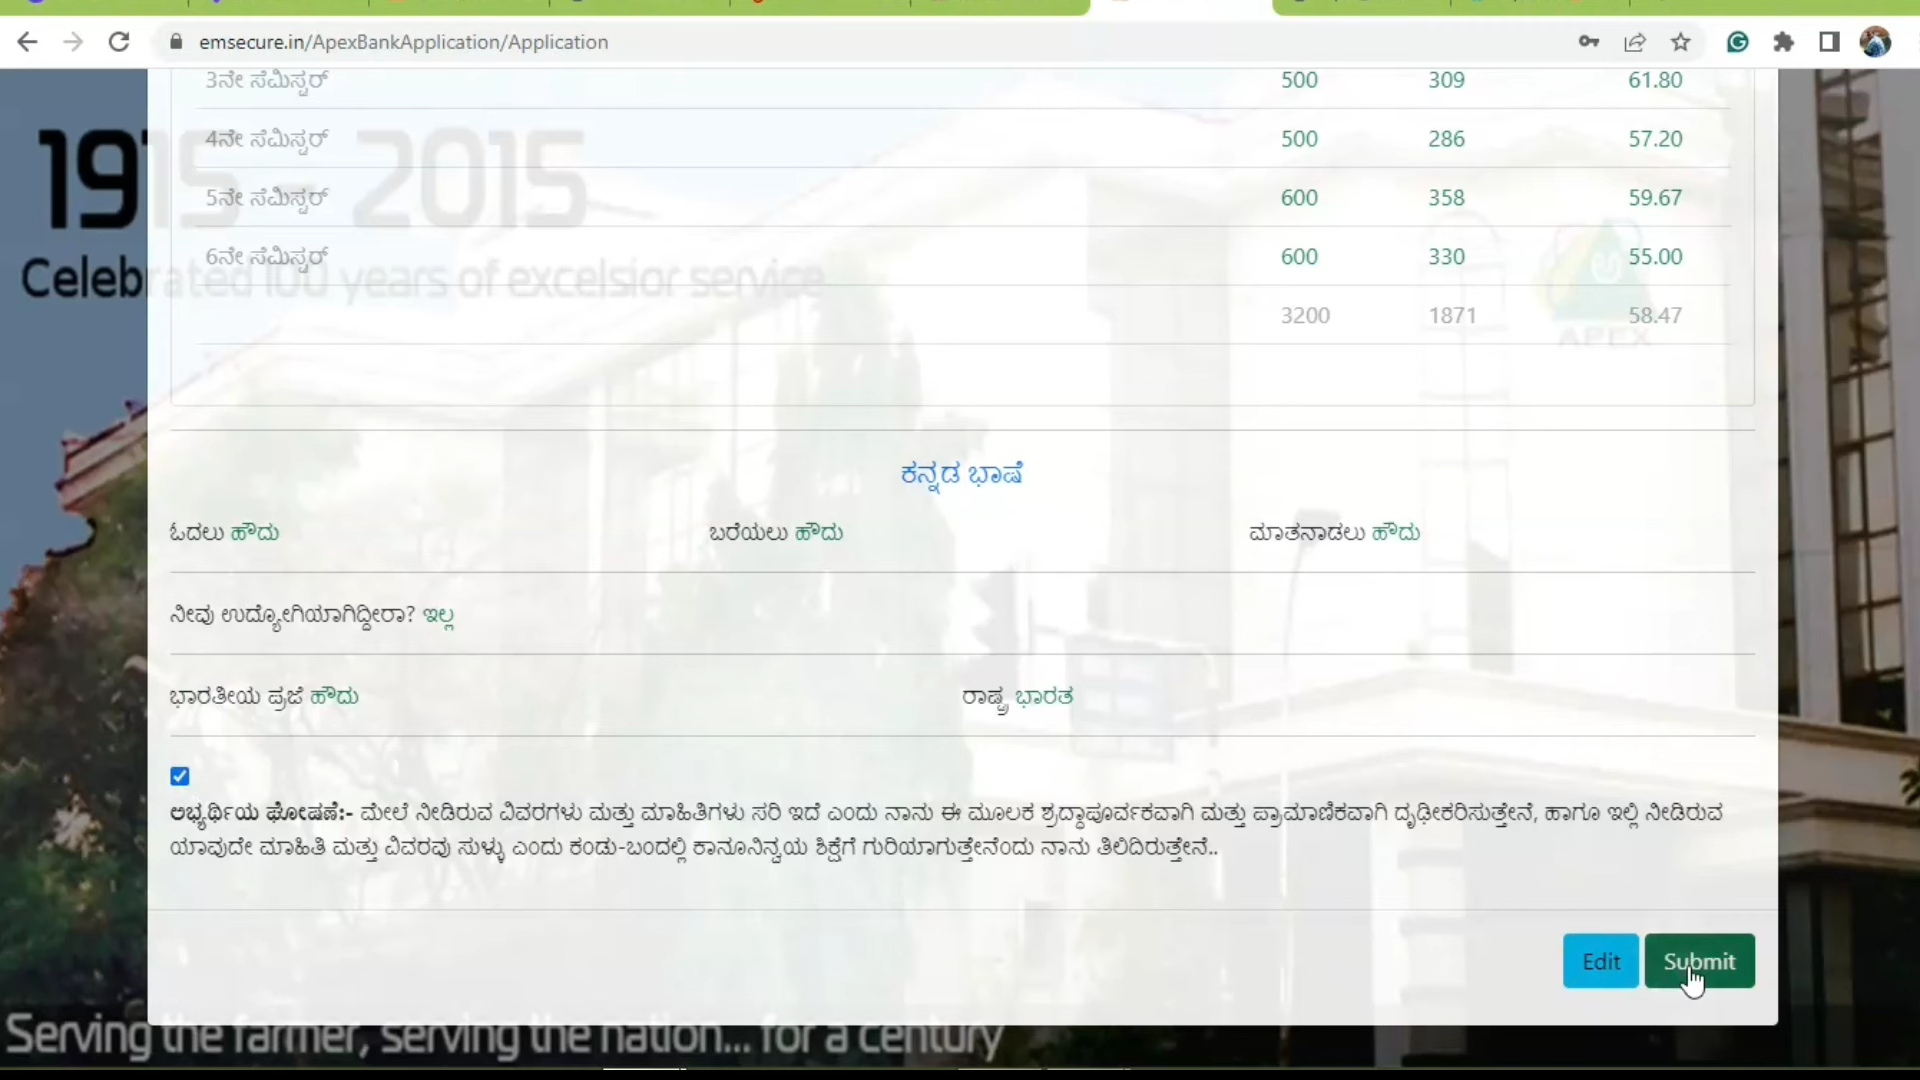 emsecure.in/ApexBankApplication/Application
3ನೇ ಸೆಮಿಸ್ಟರ್ 500 309 61.80
4ನೇ ಸೆಮಿಸ್ಟರ್ 500 286 57.20
5ನೇ ಸೆಮಿಸ್ಟರ್ 600 358 59.67
6ನೇ ಸೆಮಿಸ್ಟರ್ 600 330 55.00
3200 1871 58.47
1915 - 2015
Celebrated 100 years of excelsior service
APEX
ಕನ್ನಡ ಭಾಷೆ
ಓದಲು ಹೌದು ಬರೆಯಲು ಹೌದು ಮಾತನಾಡಲು ಹೌದು
ನೀವು ಉದ್ಯೋಗಿಯಾಗಿದ್ದೀರಾ? ಇಲ್ಲ
ಭಾರತೀಯ ಪ್ರಜೆ ಹೌದು ರಾಷ್ಟ್ರ ಭಾರತ
ಅಭ್ಯರ್ಥಿಯ ಘೋಷಣೆ:- ಮೇಲೆ ನೀಡಿರುವ ವಿವರಗಳು ಮತ್ತು ಮಾಹಿತಿಗಳು ಸರಿ ಇದೆ ಎಂದು ನಾನು ಈ ಮೂಲಕ ಶ್ರದ್ಧಾಪೂರ್ವಕವಾಗಿ ಮತ್ತು ಪ್ರಾಮಾಣಿಕವಾಗಿ ದೃಢೀಕರಿಸುತ್ತೇನೆ, ಹಾಗೂ ಇಲ್ಲಿ ನೀಡಿರುವ
ಯಾವುದೇ ಮಾಹಿತಿ ಮತ್ತು ವಿವರವು ಸುಳ್ಳು ಎಂದು ಕಂಡು-ಬಂದಲ್ಲಿ ಕಾನೂನಿನ್ವಯ ಶಿಕ್ಷೆಗೆ ಗುರಿಯಾಗುತ್ತೇನೆಂದು ನಾನು ತಿಲಿದಿರುತ್ತೇನೆ..
Edit Submit
Serving the farmer, serving the nation... for a century